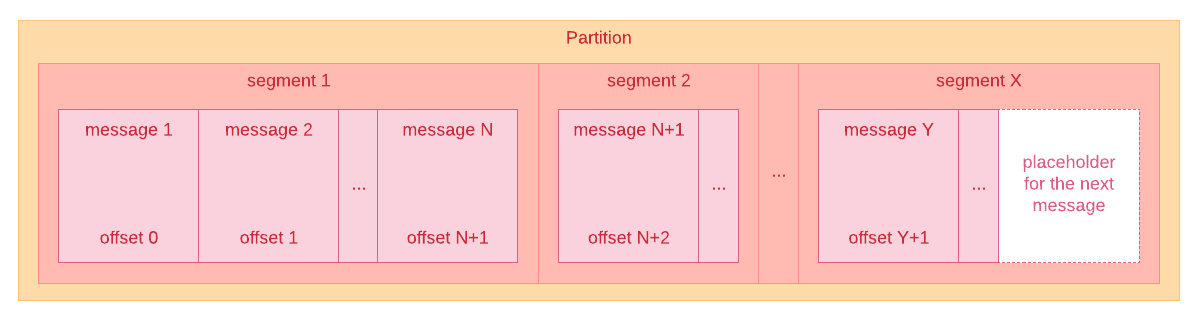 Partition
segment 1
segment 2
segment X
message 1
message 2
message N
message N+1
message Y
...
...
...
...
placeholder
for the next
message
offset 0
offset 1
offset N+1
offset N+2
offset Y+1